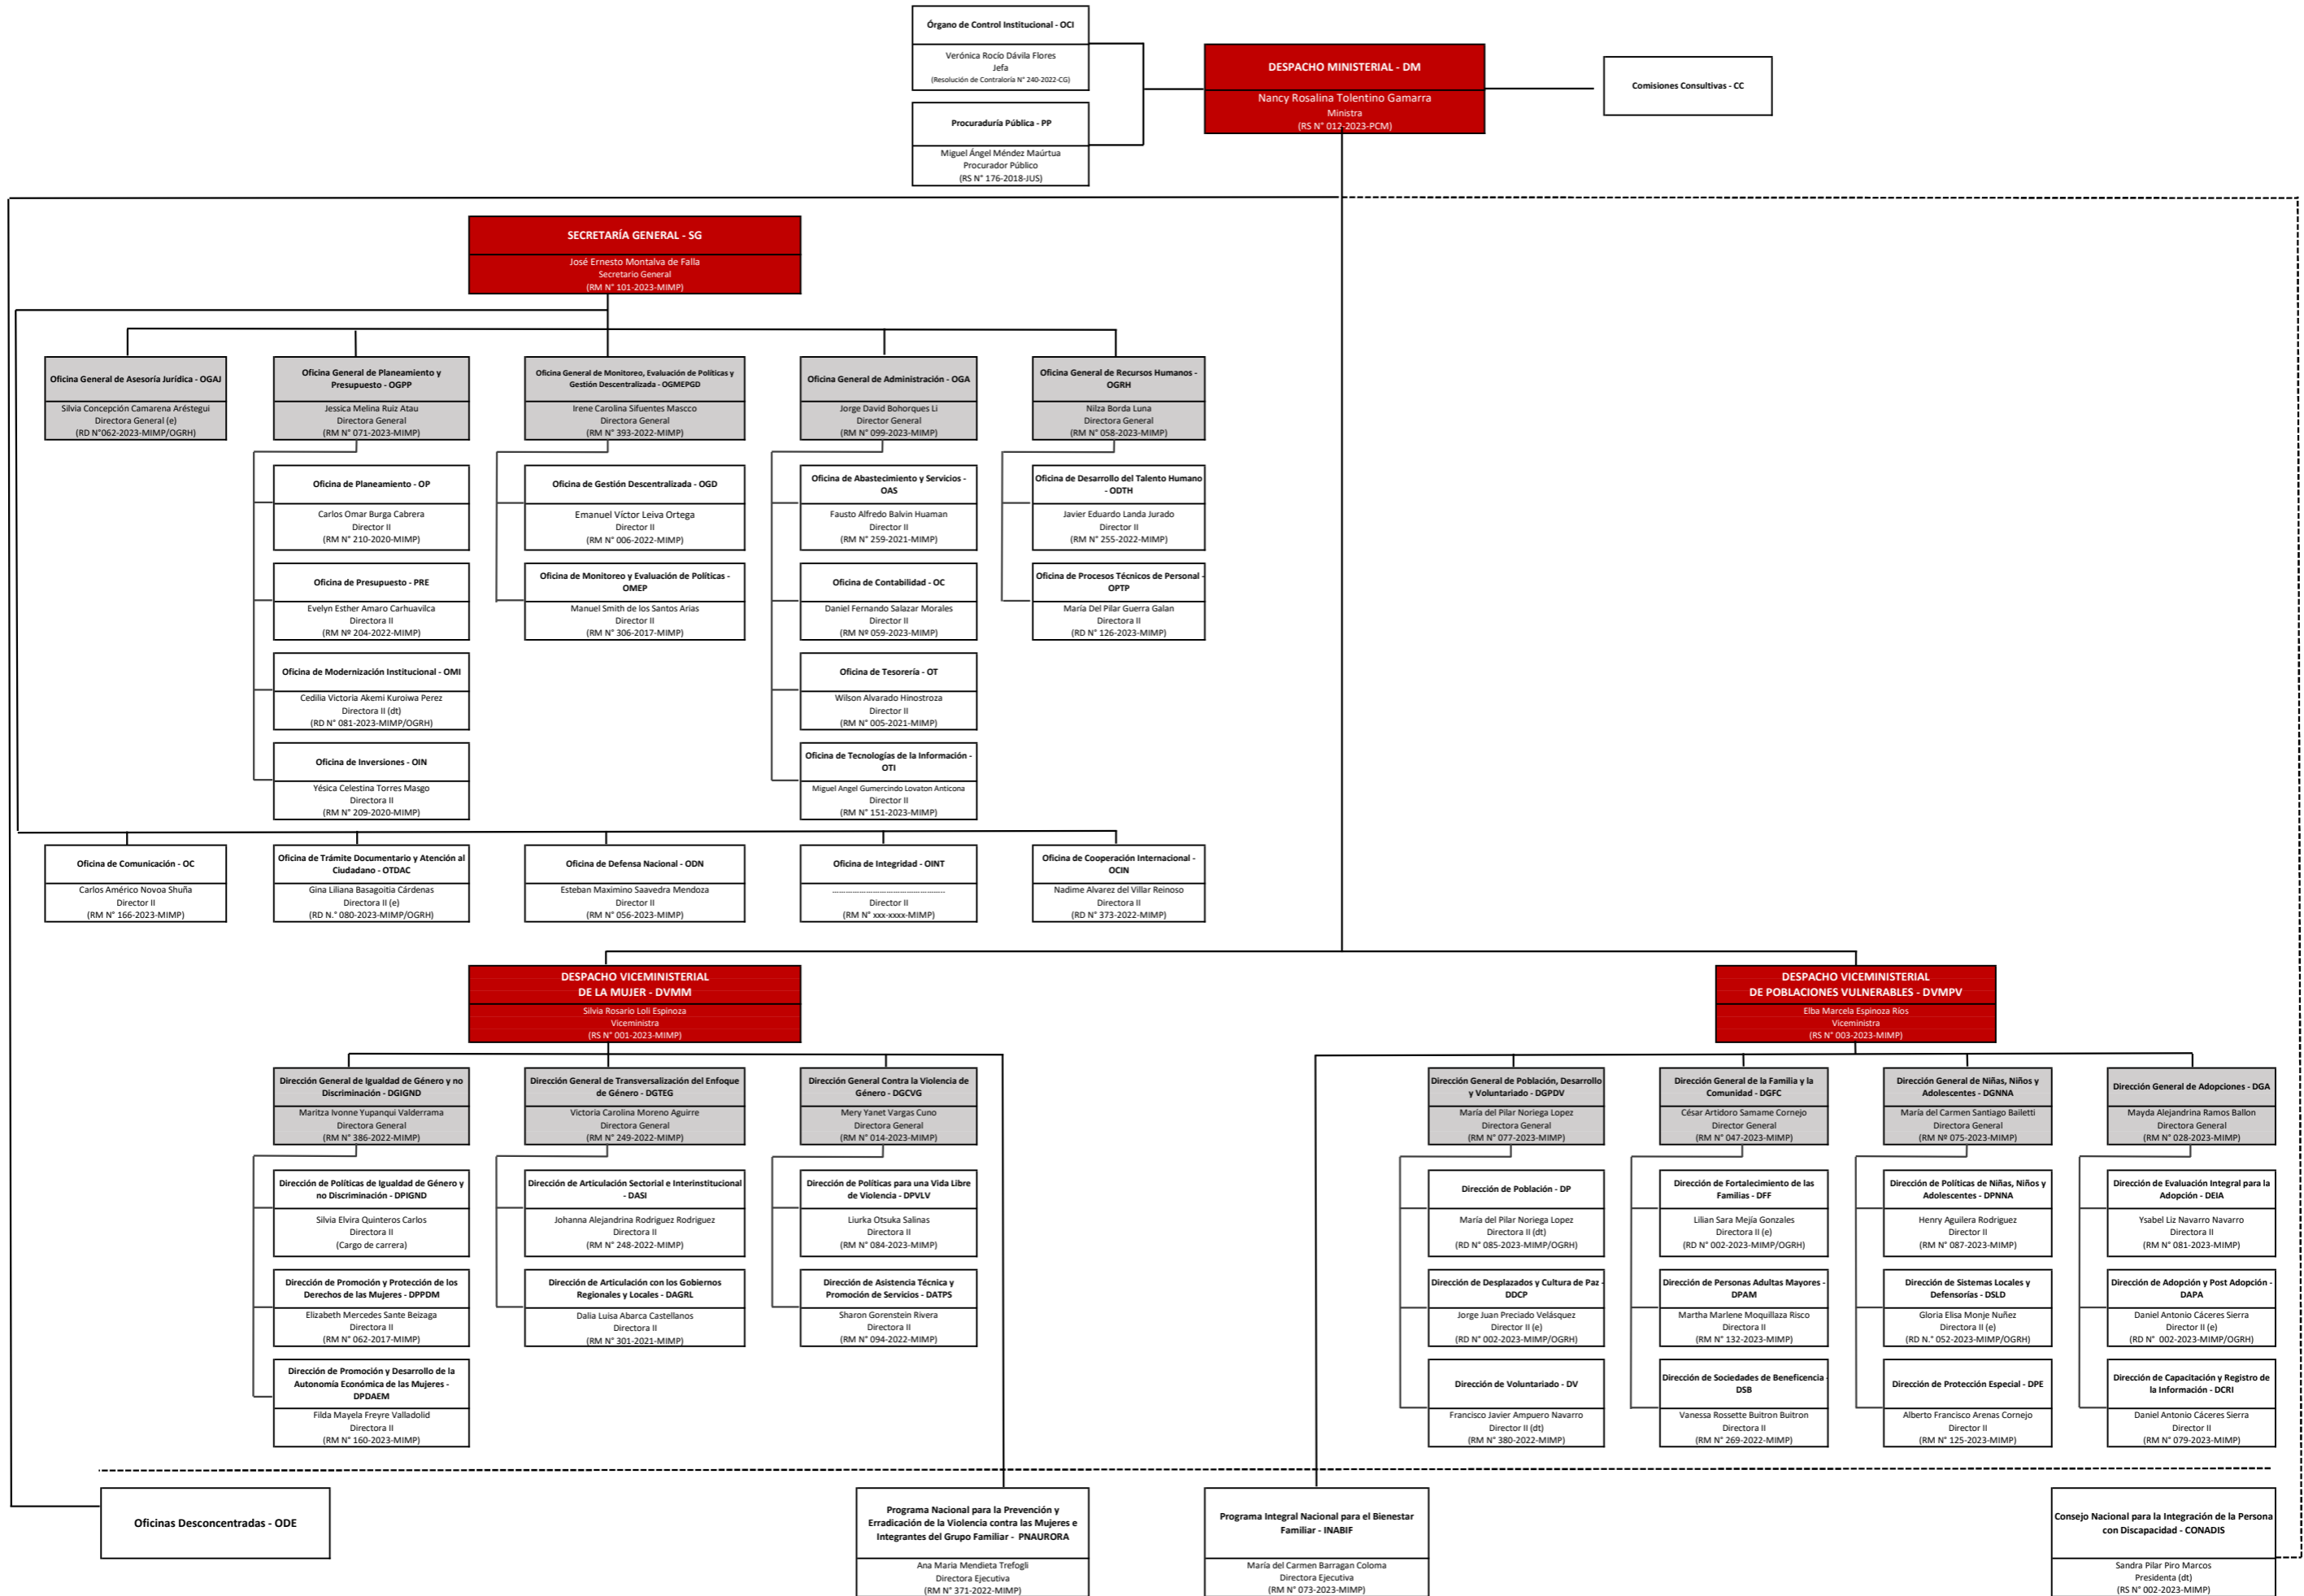 Órgano de Control Institucional - OCI
Verónica Rocío Dávila Flores
Jefa
(Resolución de Contraloría N° 240-2022-CG)
DESPACHO MINISTERIAL - DM
Nancy Rosalina Tolentino Gamarra
Ministra
(RS N° 012-2023-PCM)
Comisiones Consultivas - CC
Procuraduría Pública - PP
Miguel Ángel Méndez Maúrtua
Procurador Público
(RS N° 176-2018-JUS)
SECRETARÍA GENERAL - SG
José Ernesto Montalva de Falla
Secretario General
(RM N° 101-2023-MIMP)
Oficina General de Asesoría Jurídica - OGAJ
Silvia Concepción Camarena Aréstegui
Directora General (e)
(RD N°062-2023-MIMP/OGRH)
Oficina General de Planeamiento y
Presupuesto - OGPP
Jessica Melina Ruiz Atau
Directora General
(RM N° 071-2023-MIMP)
Oficina General de Monitoreo, Evaluación de Políticas y
Gestión Descentralizada - OGMEPGD
Irene Carolina Sifuentes Mascco
Directora General
(RM N° 393-2022-MIMP)
Oficina General de Administración - OGA
Jorge David Bohorques Li
Director General
(RM N° 099-2023-MIMP)
Oficina General de Recursos Humanos -
OGRH
Nilza Borda Luna
Directora General
(RM N° 058-2023-MIMP)
Oficina de Planeamiento - OP
Carlos Omar Burga Cabrera
Director II
(RM N° 210-2020-MIMP)
Oficina de Gestión Descentralizada - OGD
Emanuel Víctor Leiva Ortega
Director II
(RM N° 006-2022-MIMP)
Oficina de Abastecimiento y Servicios -
OAS
Fausto Alfredo Balvin Huaman
Director II
(RM N° 259-2021-MIMP)
Oficina de Desarrollo del Talento Humano
- ODTH
Javier Eduardo Landa Jurado
Director II
(RM N° 255-2022-MIMP)
Oficina de Presupuesto - PRE
Evelyn Esther Amaro Carhuavilca
Directora II
(RM Nº 204-2022-MIMP)
Oficina de Monitoreo y Evaluación de Políticas -
OMEP
Manuel Smith de los Santos Arias
Director II
(RM N° 306-2017-MIMP)
Oficina de Contabilidad - OC
Daniel Fernando Salazar Morales
Director II
(RM Nº 059-2023-MIMP)
Oficina de Procesos Técnicos de Personal -
OPTP
María Del Pilar Guerra Galan
Directora II
(RD N° 126-2023-MIMP)
Oficina de Modernización Institucional - OMI
Cedilia Victoria Akemi Kuroiwa Perez
Directora II (dt)
(RD N° 081-2023-MIMP/OGRH)
Oficina de Tesorería - OT
Wilson Alvarado Hinostroza
Director II
(RM N° 005-2021-MIMP)
Oficina de Inversiones - OIN
Yésica Celestina Torres Masgo
Directora II
(RM N° 209-2020-MIMP)
Oficina de Tecnologías de la Información -
OTI
Miguel Angel Gumercindo Lovaton Anticona
Director II
(RM N° 151-2023-MIMP)
Oficina de Comunicación - OC
Carlos Américo Novoa Shuña
Director II
(RM N° 166-2023-MIMP)
Oficina de Trámite Documentario y Atención al
Ciudadano - OTDAC
Gina Liliana Basagoitia Cárdenas
Directora II (e)
(RD N.° 080-2023-MIMP/OGRH)
Oficina de Defensa Nacional - ODN
Esteban Maximino Saavedra Mendoza
Director II
(RM N° 056-2023-MIMP)
Oficina de Integridad - OINT
................................................
Director II
(RM N° xxx-xxxx-MIMP)
Oficina de Cooperación Internacional -
OCIN
Nadime Alvarez del Villar Reinoso
Directora II
(RD N° 373-2022-MIMP)
DESPACHO VICEMINISTERIAL
DE LA MUJER - DVMM
Silvia Rosario Loli Espinoza
Viceministra
(RS N° 001-2023-MIMP)
DESPACHO VICEMINISTERIAL
DE POBLACIONES VULNERABLES - DVMPV
Elba Marcela Espinoza Ríos
Viceministra
(RS N° 003-2023-MIMP)
Dirección General de Igualdad de Género y no
Discriminación - DGIGND
Maritza Ivonne Yupanqui Valderrama
Directora General
(RM N° 386-2022-MIMP)
Dirección General de Transversalización del Enfoque
de Género - DGTEG
Victoria Carolina Moreno Aguirre
Directora General
(RM N° 249-2022-MIMP)
Dirección General Contra la Violencia de
Género - DGCVG
Mery Yanet Vargas Cuno
Directora General
(RM N° 014-2023-MIMP)
Dirección General de Población, Desarrollo
y Voluntariado - DGPDV
María del Pilar Noriega Lopez
Directora General
(RM N° 077-2023-MIMP)
Dirección General de la Familia y la
Comunidad - DGFC
César Artidoro Samame Cornejo
Director General
(RM N° 047-2023-MIMP)
Dirección General de Niñas, Niños y
Adolescentes - DGNNA
María del Carmen Santiago Bailetti
Directora General
(RM Nº 075-2023-MIMP)
Dirección General de Adopciones - DGA
Mayda Alejandrina Ramos Ballon
Directora General
(RM N° 028-2023-MIMP)
Dirección de Políticas de Igualdad de Género y
no Discriminación - DPIGND
Silvia Elvira Quinteros Carlos
Directora II
(Cargo de carrera)
Dirección de Articulación Sectorial e Interinstitucional
- DASI
Johanna Alejandrina Rodriguez Rodriguez
Directora II
(RM N° 248-2022-MIMP)
Dirección de Políticas para una Vida Libre
de Violencia - DPVLV
Liurka Otsuka Salinas
Directora II
(RM N° 084-2023-MIMP)
Dirección de Población - DP
María del Pilar Noriega Lopez
Directora II (dt)
(RD N° 085-2023-MIMP/OGRH)
Dirección de Fortalecimiento de las
Familias - DFF
Lilian Sara Mejía Gonzales
Directora II (e)
(RD N° 002-2023-MIMP/OGRH)
Dirección de Políticas de Niñas, Niños y
Adolescentes - DPNNA
Henry Aguilera Rodriguez
Director II
(RM N° 087-2023-MIMP)
Dirección de Evaluación Integral para la
Adopción - DEIA
Ysabel Liz Navarro Navarro
Directora II
(RM N° 081-2023-MIMP)
Dirección de Promoción y Protección de los
Derechos de las Mujeres - DPPDM
Elizabeth Mercedes Sante Beizaga
Directora II
(RM N° 062-2017-MIMP)
Dirección de Articulación con los Gobiernos
Regionales y Locales - DAGRL
Dalia Luisa Abarca Castellanos
Directora II
(RM N° 301-2021-MIMP)
Dirección de Asistencia Técnica y
Promoción de Servicios - DATPS
Sharon Gorenstein Rivera
Directora II
(RM N° 094-2022-MIMP)
Dirección de Desplazados y Cultura de Paz -
DDCP
Jorge Juan Preciado Velásquez
Director II (e)
(RD N° 002-2023-MIMP/OGRH)
Dirección de Personas Adultas Mayores -
DPAM
Martha Marlene Moquillaza Risco
Directora II
(RM N° 132-2023-MIMP)
Dirección de Sistemas Locales y
Defensorías - DSLD
Gloria Elisa Monje Nuñez
Directora II (e)
(RD N.° 052-2023-MIMP/OGRH)
Dirección de Adopción y Post Adopción -
DAPA
Daniel Antonio Cáceres Sierra
Director II (e)
(RD N° 002-2023-MIMP/OGRH)
Dirección de Promoción y Desarrollo de la
Autonomía Económica de las Mujeres -
DPDAEM
Filda Mayela Freyre Valladolid
Directora II
(RM N° 160-2023-MIMP)
Dirección de Voluntariado - DV
Francisco Javier Ampuero Navarro
Director II (dt)
(RM N° 380-2022-MIMP)
Dirección de Sociedades de Beneficencia -
DSB
Vanessa Rossette Buitron Buitron
Directora II
(RM N° 269-2022-MIMP)
Dirección de Protección Especial - DPE
Alberto Francisco Arenas Cornejo
Director II
(RM N° 125-2023-MIMP)
Dirección de Capacitación y Registro de
la Información - DCRI
Daniel Antonio Cáceres Sierra
Director II
(RM N° 079-2023-MIMP)
Oficinas Desconcentradas - ODE
Programa Nacional para la Prevención y
Erradicación de la Violencia contra las Mujeres e
Integrantes del Grupo Familiar - PNAURORA
Ana Maria Mendieta Trefogli
Directora Ejecutiva
(RM N° 371-2022-MIMP)
Programa Integral Nacional para el Bienestar
Familiar - INABIF
María del Carmen Barragan Coloma
Directora Ejecutiva
(RM N° 073-2023-MIMP)
Consejo Nacional para la Integración de la Persona
con Discapacidad - CONADIS
Sandra Pilar Piro Marcos
Presidenta (dt)
(RS N° 002-2023-MIMP)